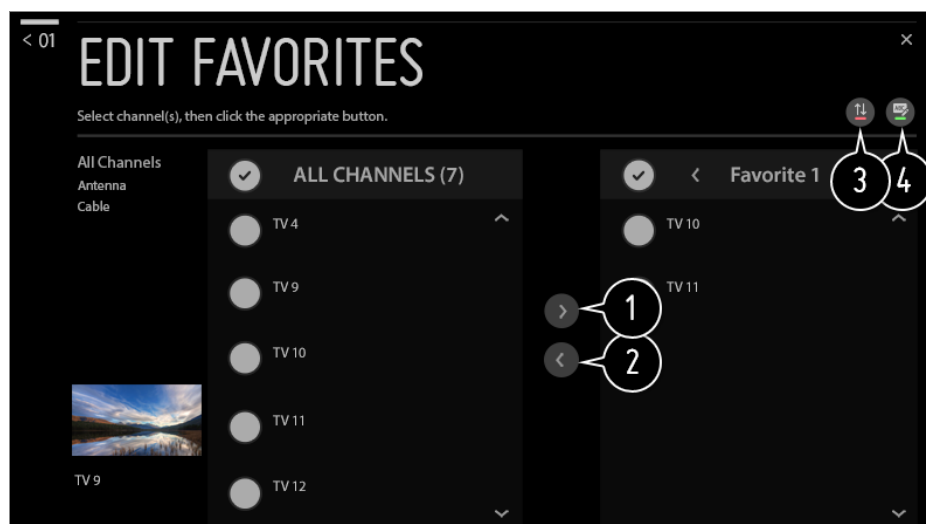 < 01
EDIT FAVORITES
Select channel(s), then click the appropriate button.
All Channels
Antenna
Cable
TV 9
ALL CHANNELS (7)
TV 4
TV 9
TV 10
TV 11
TV 12
1
2
Favorite 1
TV 10
TV 11
3
4
ABC